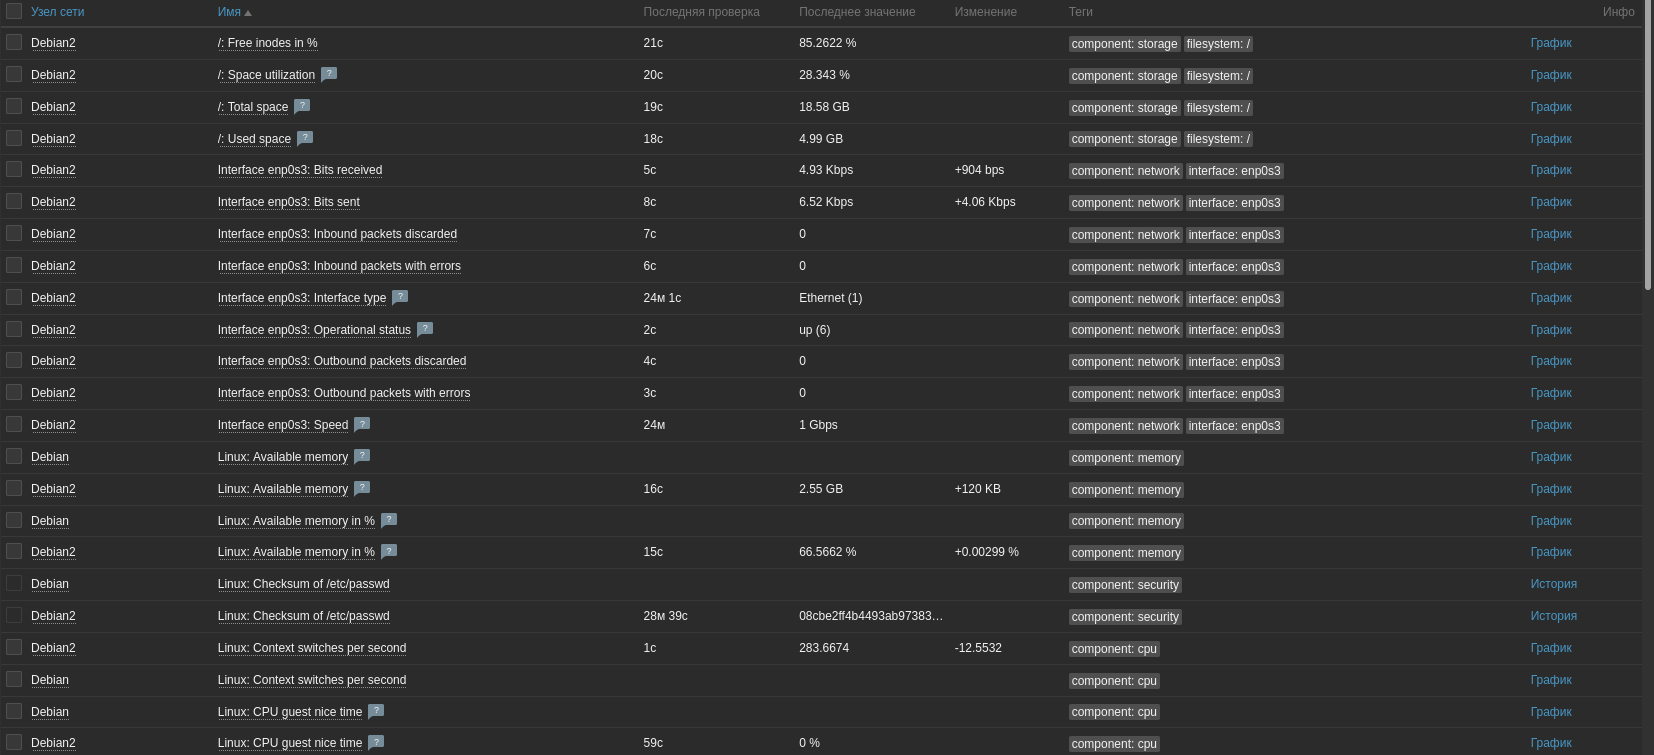 Узел сети Имя Последняя проверка Последнее значение Изменение Теги Инфо
Debian2 /: Free inodes in % 21с 85.2622 % component: storage filesystem: / График
Debian2 /: Space utilization ? 20с 28.343 % component: storage filesystem: / График
Debian2 /: Total space ? 19с 18.58 GB component: storage filesystem: / График
Debian2 /: Used space ? 18с 4.99 GB component: storage filesystem: / График
Debian2 Interface enp0s3: Bits received 5с 4.93 Kbps +904 bps component: network interface: enp0s3 График
Debian2 Interface enp0s3: Bits sent 8с 6.52 Kbps +4.06 Kbps component: network interface: enp0s3 График
Debian2 Interface enp0s3: Inbound packets discarded 7с 0 component: network interface: enp0s3 График
Debian2 Interface enp0s3: Inbound packets with errors 6с 0 component: network interface: enp0s3 График
Debian2 Interface enp0s3: Interface type ? 24м 1с Ethernet (1) component: network interface: enp0s3 График
Debian2 Interface enp0s3: Operational status ? 2с up (6) component: network interface: enp0s3 График
Debian2 Interface enp0s3: Outbound packets discarded 4с 0 component: network interface: enp0s3 График
Debian2 Interface enp0s3: Outbound packets with errors 3с 0 component: network interface: enp0s3 График
Debian2 Interface enp0s3: Speed ? 24м 1 Gbps component: network interface: enp0s3 График
Debian Linux: Available memory ? component: memory График
Debian2 Linux: Available memory ? 16с 2.55 GB +120 KB component: memory График
Debian Linux: Available memory in % ? component: memory График
Debian2 Linux: Available memory in % ? 15с 66.5662 % +0.00299 % component: memory График
Debian Linux: Checksum of /etc/passwd component: security История
Debian2 Linux: Checksum of /etc/passwd 28м 39с 08cbe2ff4b4493ab97383… component: security История
Debian2 Linux: Context switches per second 1с 283.6674 -12.5532 component: cpu График
Debian Linux: Context switches per second component: cpu График
Debian Linux: CPU guest nice time ? component: cpu График
Debian2 Linux: CPU guest nice time ? 59с 0 % component: cpu График